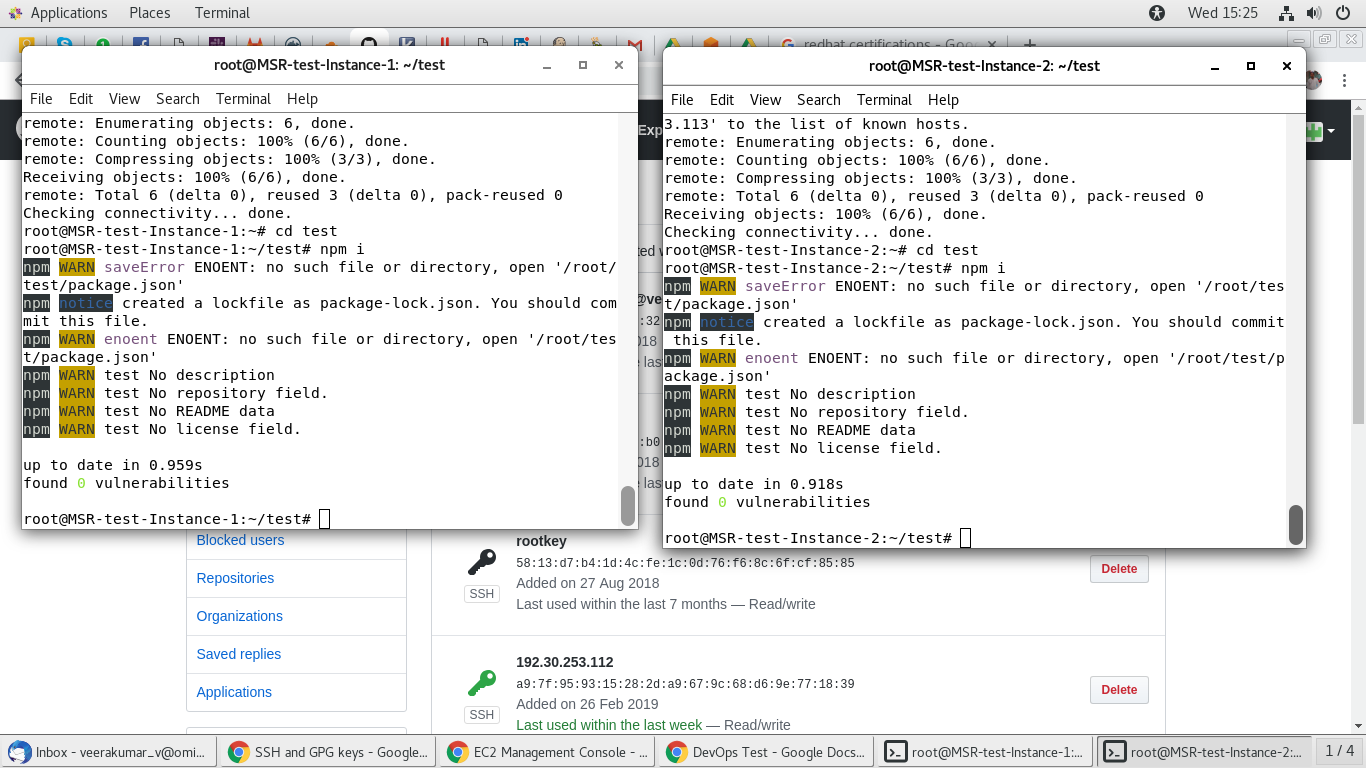 Applications Places Terminal Wed 15:25
redhat certifications - Goo
root@MSR-test-Instance-1: ~/test
File Edit View Search Terminal Help
remote: Enumerating objects: 6, done.
remote: Counting objects: 100% (6/6), done.
remote: Compressing objects: 100% (3/3), done.
Receiving objects: 100% (6/6), done.
remote: Total 6 (delta 0), reused 3 (delta 0), pack-reused 0
Checking connectivity... done.
root@MSR-test-Instance-1:~# cd test
root@MSR-test-Instance-1:~/test# npm i
npm WARN saveError ENOENT: no such file or directory, open '/root/
test/package.json'
npm notice created a lockfile as package-lock.json. You should com
mit this file.
npm WARN enoent ENOENT: no such file or directory, open '/root/tes
t/package.json'
npm WARN test No description
npm WARN test No repository field.
npm WARN test No README data
npm WARN test No license field.
up to date in 0.959s
found 0 vulnerabilities
root@MSR-test-Instance-1:~/test#
root@MSR-test-Instance-2: ~/test
File Edit View Search Terminal Help
3.113' to the list of known hosts.
remote: Enumerating objects: 6, done.
remote: Counting objects: 100% (6/6), done.
remote: Compressing objects: 100% (3/3), done.
remote: Total 6 (delta 0), reused 3 (delta 0), pack-reused 0
Receiving objects: 100% (6/6), done.
Checking connectivity... done.
root@MSR-test-Instance-2:~# cd test
root@MSR-test-Instance-2:~/test# npm i
npm WARN saveError ENOENT: no such file or directory, open '/root/tes
t/package.json'
npm notice created a lockfile as package-lock.json. You should commit
this file.
npm WARN enoent ENOENT: no such file or directory, open '/root/test/p
ackage.json'
npm WARN test No description
npm WARN test No repository field.
npm WARN test No README data
npm WARN test No license field.
up to date in 0.918s
found 0 vulnerabilities
root@MSR-test-Instance-2:~/test#
Exp
ted w
@ve
:32
2018
e las
:b0
2018
e las
Blocked users
Repositories
Organizations
Saved replies
Applications
rootkey
58:13:d7:b4:1d:4c:fe:1c:0d:76:f6:8c:6f:cf:85:85
SSH
Added on 27 Aug 2018
Last used within the last 7 months — Read/write
Delete
192.30.253.112
a9:7f:95:93:15:28:2d:a9:67:9c:68:d6:9e:77:18:39
SSH
Added on 26 Feb 2019
Last used within the last week — Read/write
Delete
Inbox - veerakumar_v@omi... SSH and GPG keys - Google... EC2 Management Console - ... DevOps Test - Google Docs... root@MSR-test-Instance-1:... root@MSR-test-Instance-2:... 1 / 4